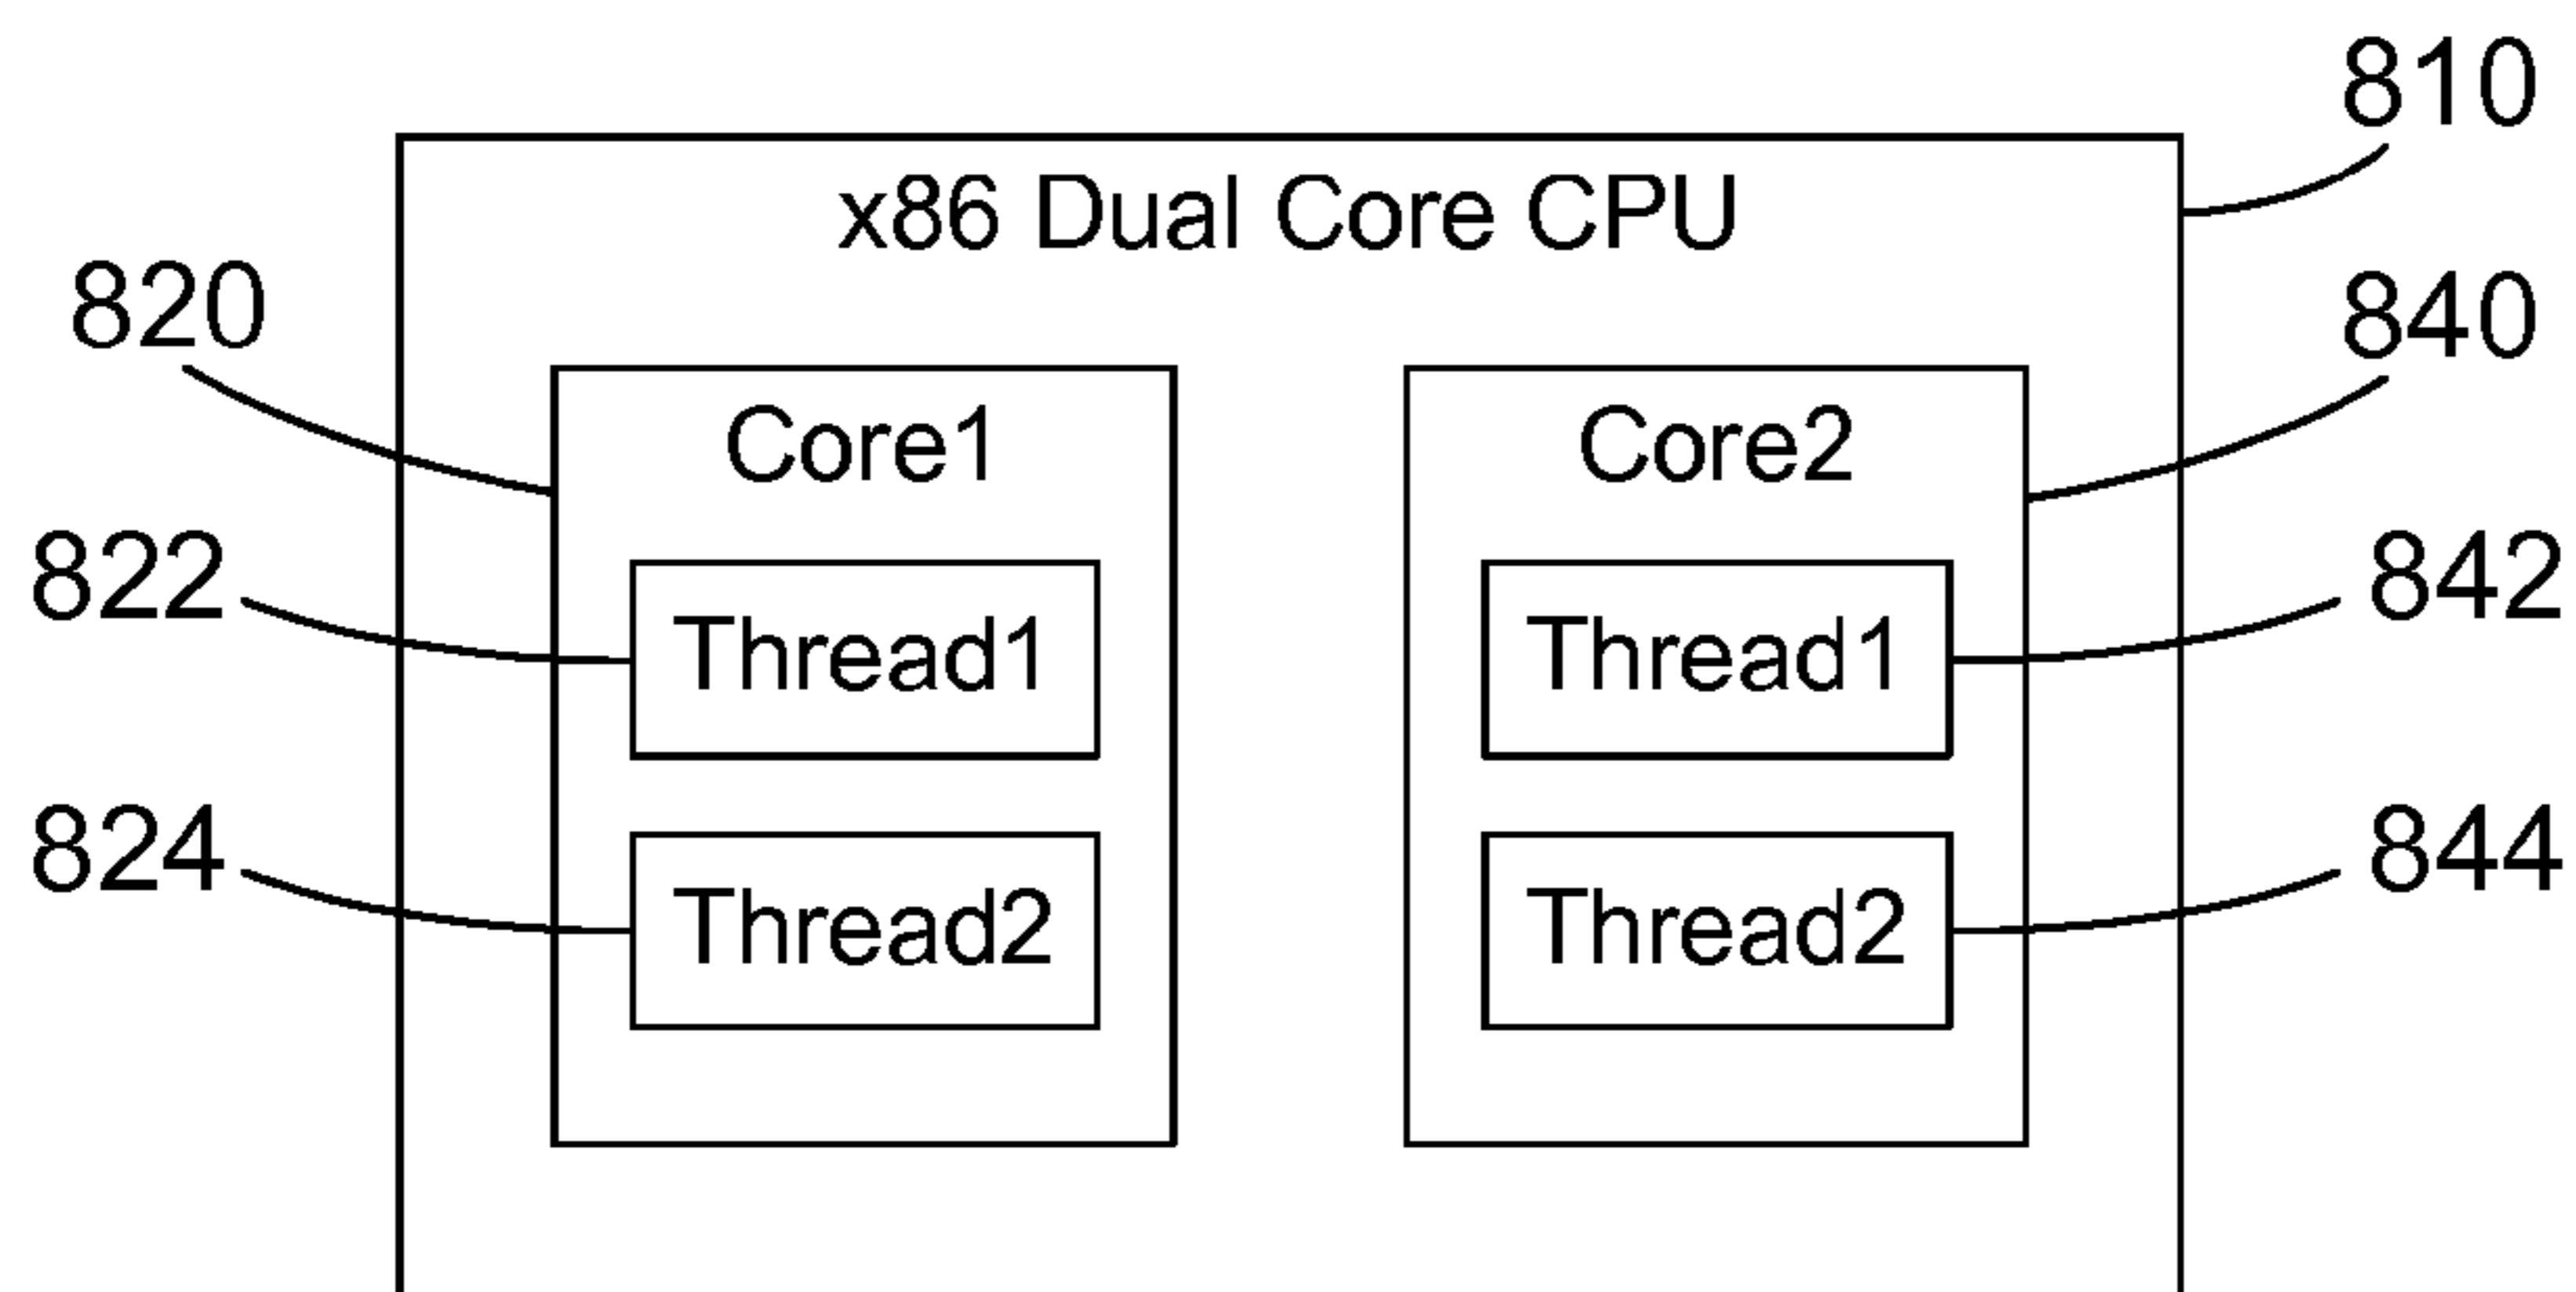 810
x86 Dual Core CPU
820
840
Core1
Core2
822
Thread1
Thread1
842
824
Thread2
Thread2
844